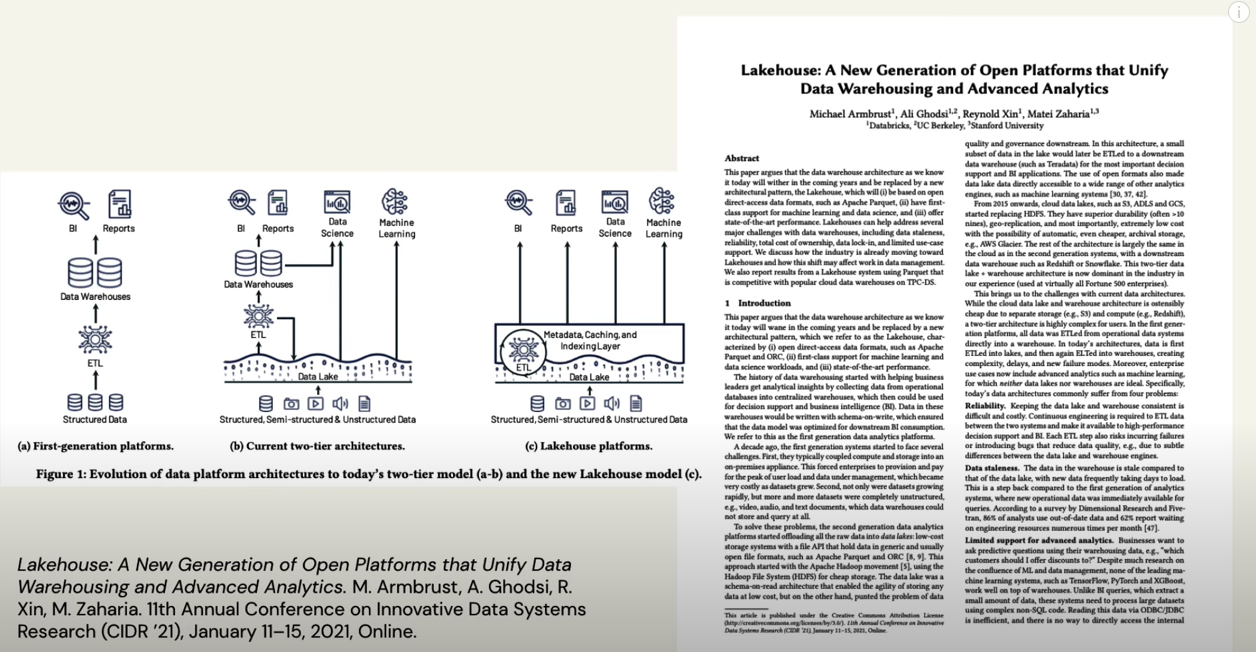 BI
Reports
Data Warehouses
ETL
Structured Data
(a) First-generation platforms.
BI
Reports
Data
Science
Machine
Learning
Data Warehouses
ETL
Data Lake
Structured, Semi-structured & Unstructured Data
(b) Current two-tier architectures.
BI
Reports
Data
Science
Machine
Learning
Metadata, Caching, and
Indexing Layer
ETL
Data Lake
Structured, Semi-structured & Unstructured Data
(c) Lakehouse platforms.
Figure 1: Evolution of data platform architectures to today's two-tier model (a-b) and the new Lakehouse model (c).
Lakehouse: A New Generation of Open Platforms that Unify Data
Warehousing and Advanced Analytics. M. Armbrust, A. Ghodsi, R.
Xin, M. Zaharia. 11th Annual Conference on Innovative Data Systems
Research (CIDR '21), January 11–15, 2021, Online.
Lakehouse: A New Generation of Open Platforms that Unify
Data Warehousing and Advanced Analytics
Michael Armbrust1, Ali Ghodsi1,2, Reynold Xin1, Matei Zaharia1,3
1Databricks, 2UC Berkeley, 3Stanford University
Abstract
This paper argues that the data warehouse architecture as we know
it today will wither in the coming years and be replaced by a new
architectural pattern, the Lakehouse, which will (i) be based on open
direct-access data formats, such as Apache Parquet, (ii) have first-
class support for machine learning and data science, and (iii) offer
state-of-the-art performance. Lakehouses can help address several
major challenges with data warehouses, including data staleness,
reliability, total cost of ownership, data lock-in, and limited use-case
support. We discuss how the industry is already moving toward
Lakehouses and how this shift may affect work in data management.
We also report results from a Lakehouse system using Parquet that
is competitive with popular cloud data warehouses on TPC-DS.
1 Introduction
This paper argues that the data warehouse architecture as we know
it today will wane in the coming years and be replaced by a new
architectural pattern, which we refer to as the Lakehouse, char-
acterized by (i) open direct-access data formats, such as Apache
Parquet and ORC, (ii) first-class support for machine learning and
data science workloads, and (iii) state-of-the-art performance.
The history of data warehousing started with helping business
leaders get analytical insights by collecting data from operational
databases into centralized warehouses, which then could be used
for decision support and business intelligence (BI). Data in these
warehouses would be written with schema-on-write, which ensured
that the data model was optimized for downstream BI consumption.
We refer to this as the first generation data analytics platforms.
A decade ago, the first generation systems started to face several
challenges. First, they typically coupled compute and storage into an
on-premises appliance. This forced enterprises to provision and pay
for the peak of user load and data under management, which became
very costly as datasets grew. Second, not only were datasets growing
rapidly, but more and more datasets were completely unstructured,
e.g., video, audio, and text documents, which data warehouses could
not store and query at all.
To solve these problems, the second generation data analytics
platforms started offloading all the raw data into data lakes: low-cost
storage systems with a file API that hold data in generic and usually
open file formats, such as Apache Parquet and ORC [8, 9]. This
approach started with the Apache Hadoop movement [5], using the
Hadoop File System (HDFS) for cheap storage. The data lake was a
schema-on-read architecture that enabled the agility of storing any
data at low cost, but on the other hand, punted the problem of data
This article is published under the Creative Commons Attribution License
(http://creativecommons.org/licenses/by/3.0/). 11th Annual Conference on Innovative
Data Systems Research (CIDR '21), January 11–15, 2021, Online.
quality and governance downstream. In this architecture, a small
subset of data in the lake would later be ETLed to a downstream
data warehouse (such as Teradata) for the most important decision
support and BI applications. The use of open formats also made
data lake data directly accessible to a wide range of other analytics
engines, such as machine learning systems [30, 37, 42].
From 2015 onwards, cloud data lakes, such as S3, ADLS and GCS,
started replacing HDFS. They have superior durability (often >10
nines), geo-replication, and most importantly, extremely low cost
with the possibility of automatic, even cheaper, archival storage,
e.g., AWS Glacier. The rest of the architecture is largely the same in
the cloud as in the second generation systems, with a downstream
data warehouse such as Redshift or Snowflake. This two-tier data
lake + warehouse architecture is now dominant in the industry in
our experience (used at virtually all Fortune 500 enterprises).
This brings us to the challenges with current data architectures.
While the cloud data lake and warehouse architecture is ostensibly
cheap due to separate storage (e.g., S3) and compute (e.g., Redshift),
a two-tier architecture is highly complex for users. In the first gener-
ation platforms, all data was ETLed from operational data systems
directly into a warehouse. In today's architectures, data is first
ETLed into lakes, and then again ELTed into warehouses, creating
complexity, delays, and new failure modes. Moreover, enterprise
use cases now include advanced analytics such as machine learning,
for which neither data lakes nor warehouses are ideal. Specifically,
today's data architectures commonly suffer from four problems:
Reliability. Keeping the data lake and warehouse consistent is
difficult and costly. Continuous engineering is required to ETL data
between the two systems and make it available to high-performance
decision support and BI. Each ETL step also risks incurring failures
or introducing bugs that reduce data quality, e.g., due to subtle
differences between the data lake and warehouse engines.
Data staleness. The data in the warehouse is stale compared to
that of the data lake, with new data frequently taking days to load.
This is a step back compared to the first generation of analytics
systems, where new operational data was immediately available for
queries. According to a survey by Dimensional Research and Five-
tran, 86% of analysts use out-of-date data and 62% report waiting
on engineering resources numerous times per month [47].
Limited support for advanced analytics. Businesses want to
ask predictive questions using their warehousing data, e.g., "which
customers should I offer discounts to?" Despite much research on
the confluence of ML and data management, none of the leading ma-
chine learning systems, such as TensorFlow, PyTorch and XGBoost,
work well on top of warehouses. Unlike BI queries, which extract a
small amount of data, these systems need to process large datasets
using complex non-SQL code. Reading this data via ODBC/JDBC
is inefficient, and there is no way to directly access the internal